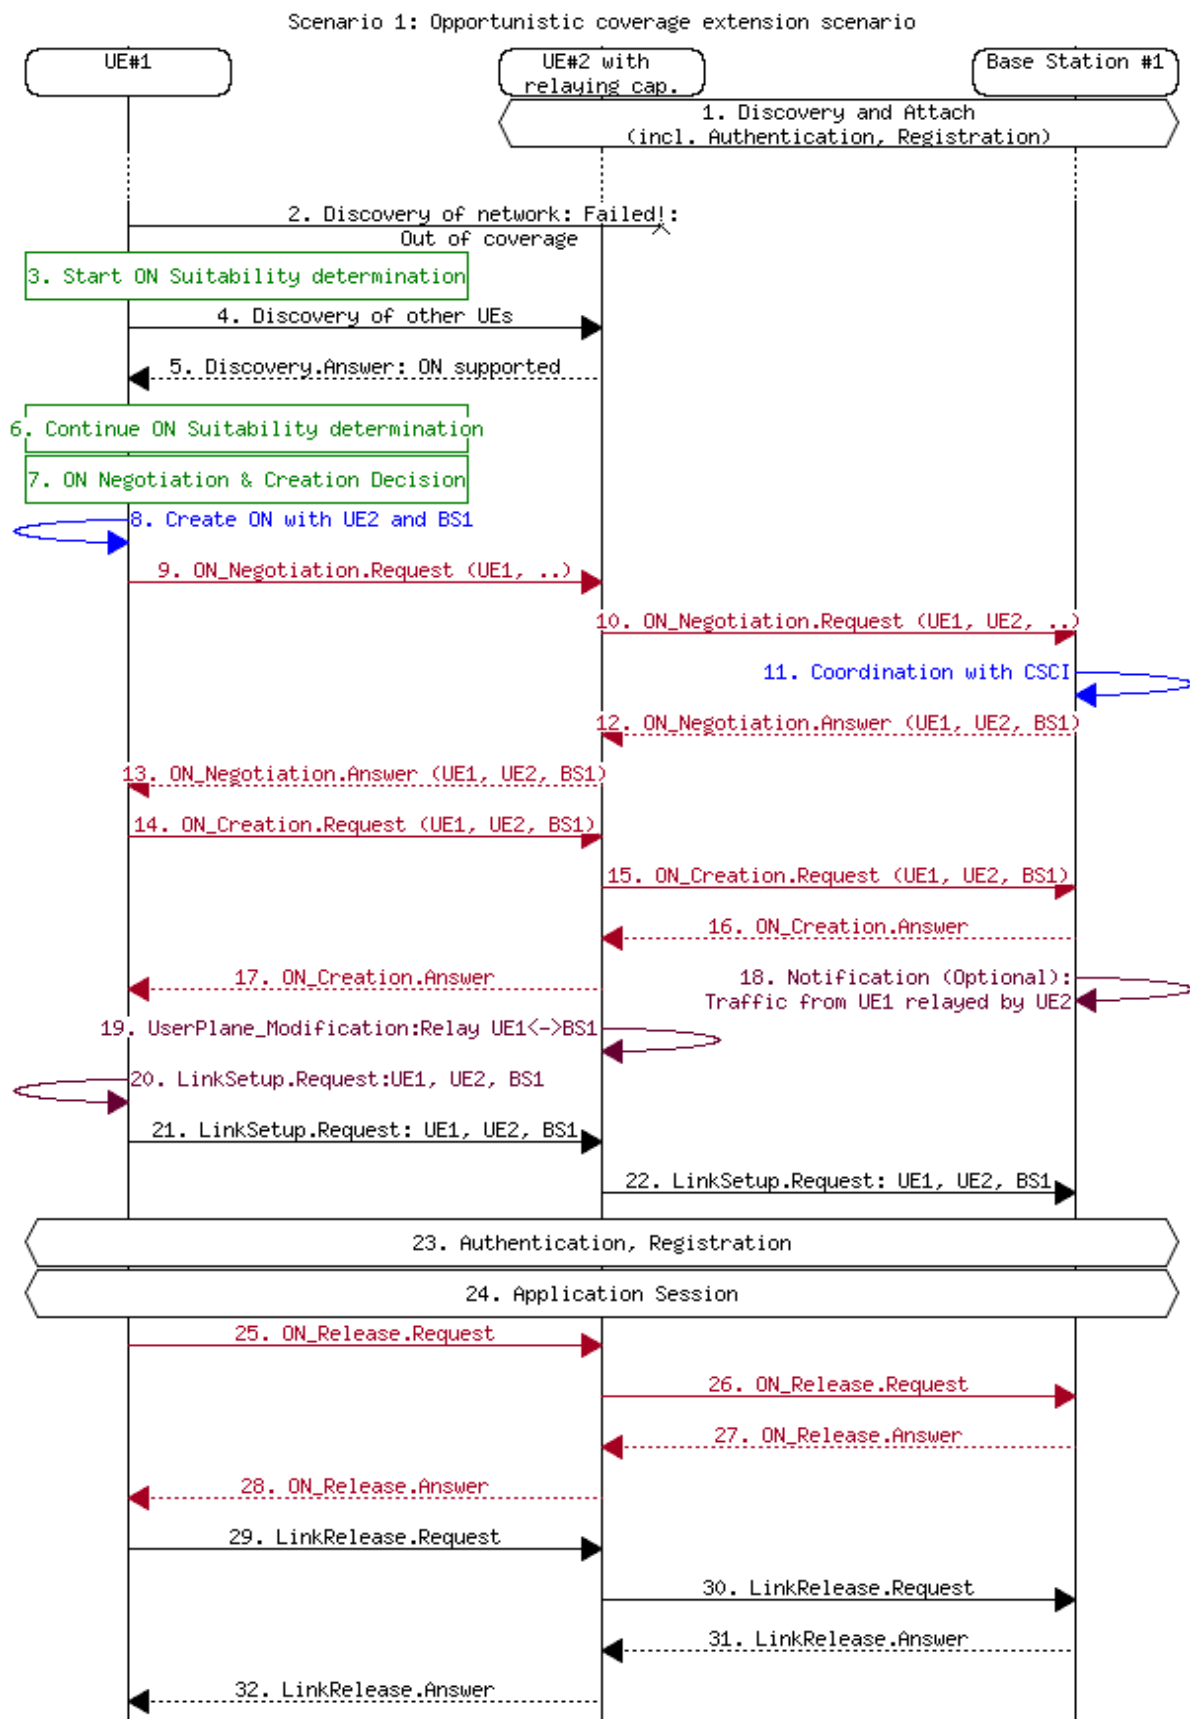 Scenario 1: Opportunistic coverage extension scenario
UE#1
UE#2 with
relaying cap.
Base Station #1
1. Discovery and Attach
(incl. Authentication, Registration)
2. Discovery of network: Failed!:
Out of coverage
3. Start ON Suitability determination
4. Discovery of other UEs
5. Discovery.Answer: ON supported
6. Continue ON Suitability determination
7. ON Negotiation & Creation Decision
8. Create ON with UE2 and BS1
9. ON_Negotiation.Request (UE1, ..)
10. ON_Negotiation.Request (UE1, UE2, ..)
11. Coordination with CSCI
12. ON_Negotiation.Answer (UE1, UE2, BS1)
13. ON_Negotiation.Answer (UE1, UE2, BS1)
14. ON_Creation.Request (UE1, UE2, BS1)
15. ON_Creation.Request (UE1, UE2, BS1)
16. ON_Creation.Answer
17. ON_Creation.Answer
18. Notification (Optional):
Traffic from UE1 relayed by UE2
19. UserPlane_Modification:Relay UE1<->BS1
20. LinkSetup.Request:UE1, UE2, BS1
21. LinkSetup.Request: UE1, UE2, BS1
22. LinkSetup.Request: UE1, UE2, BS1
23. Authentication, Registration
24. Application Session
25. ON_Release.Request
26. ON_Release.Request
27. ON_Release.Answer
28. ON_Release.Answer
29. LinkRelease.Request
30. LinkRelease.Request
31. LinkRelease.Answer
32. LinkRelease.Answer